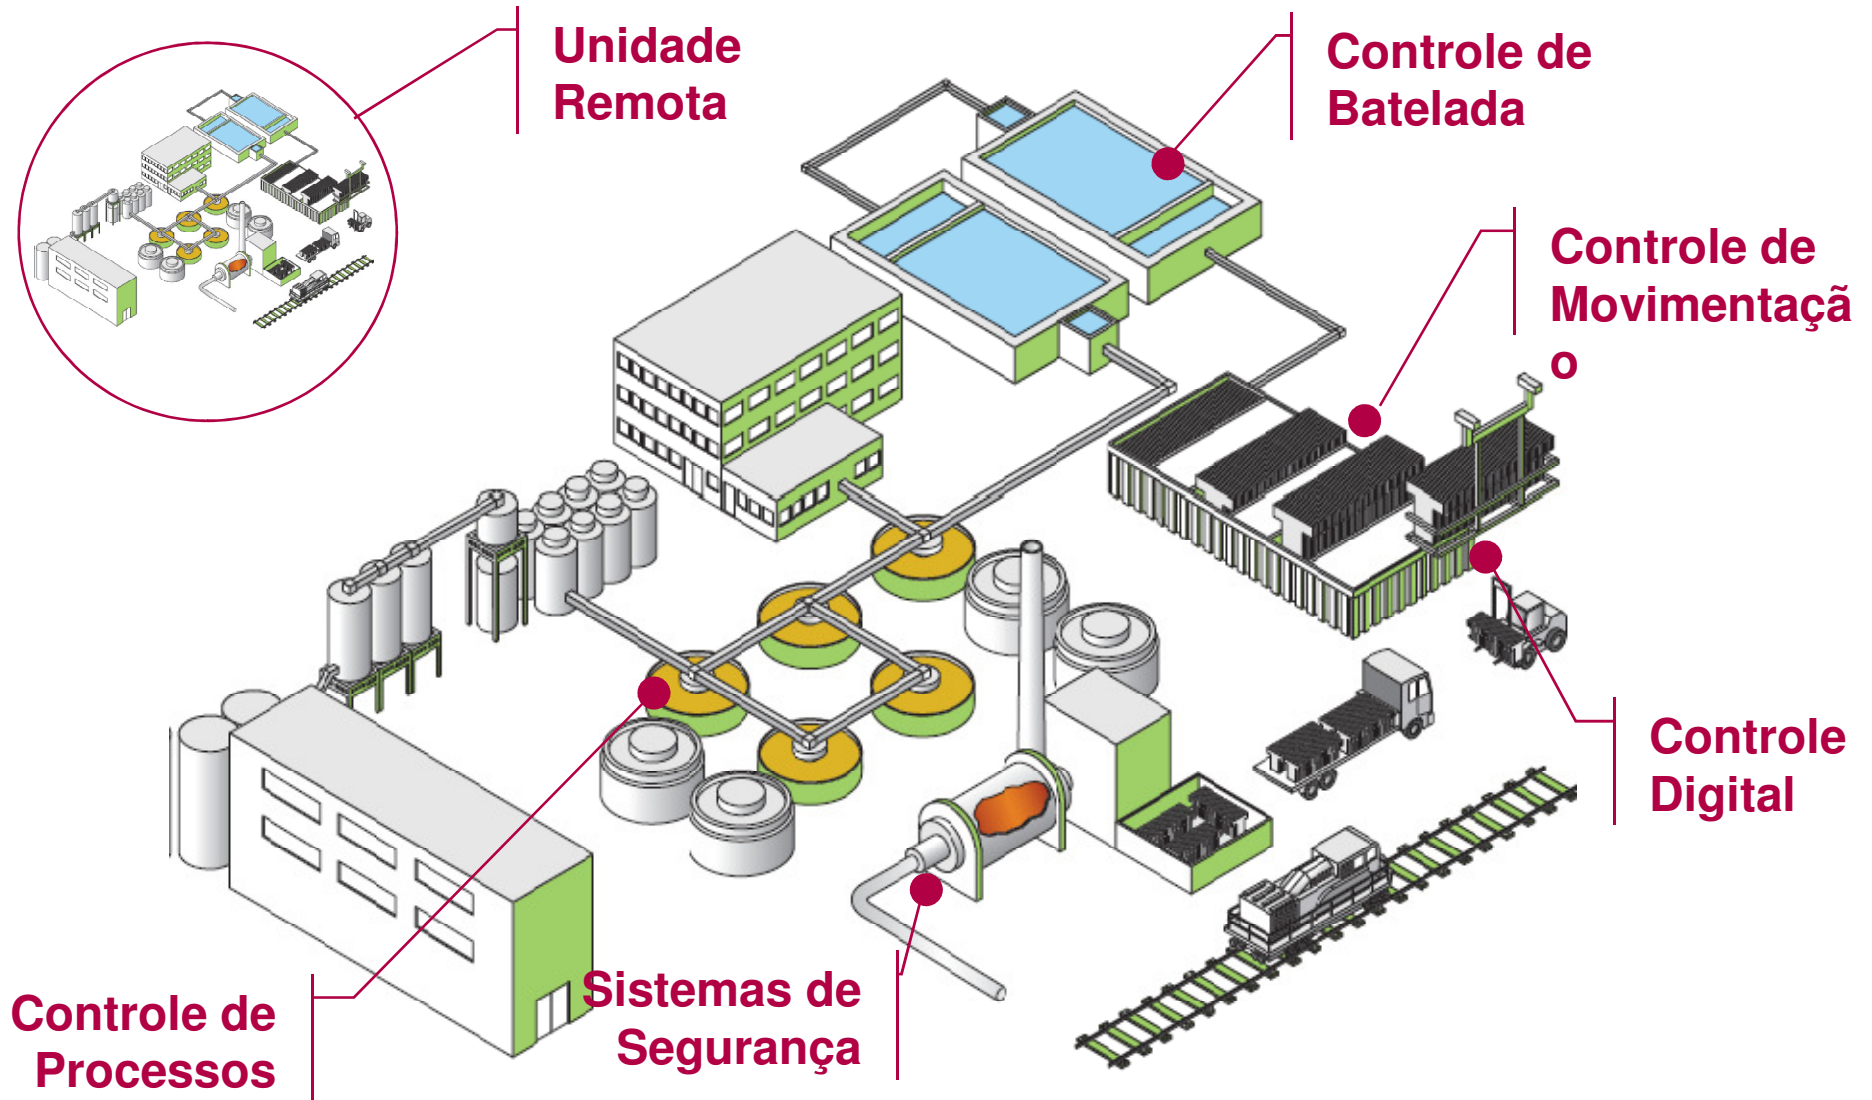 Unidade
Remota
Controle de
Batelada
Controle de
Movimentaçã
o
Controle
Digital
Sistemas de
Segurança
Controle de
Processos